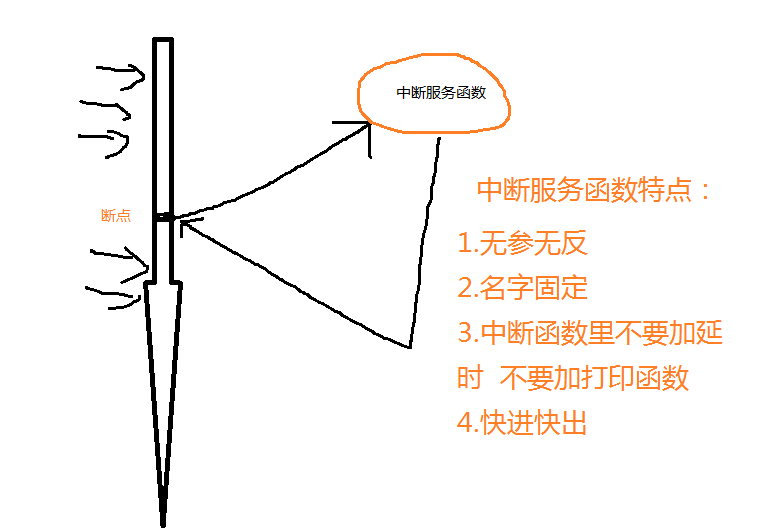 中断服务函数
断点
中断服务函数特点：
1.无参无反
2.名字固定
3.中断函数里不要加延
时 不要加打印函数
4.快进快出